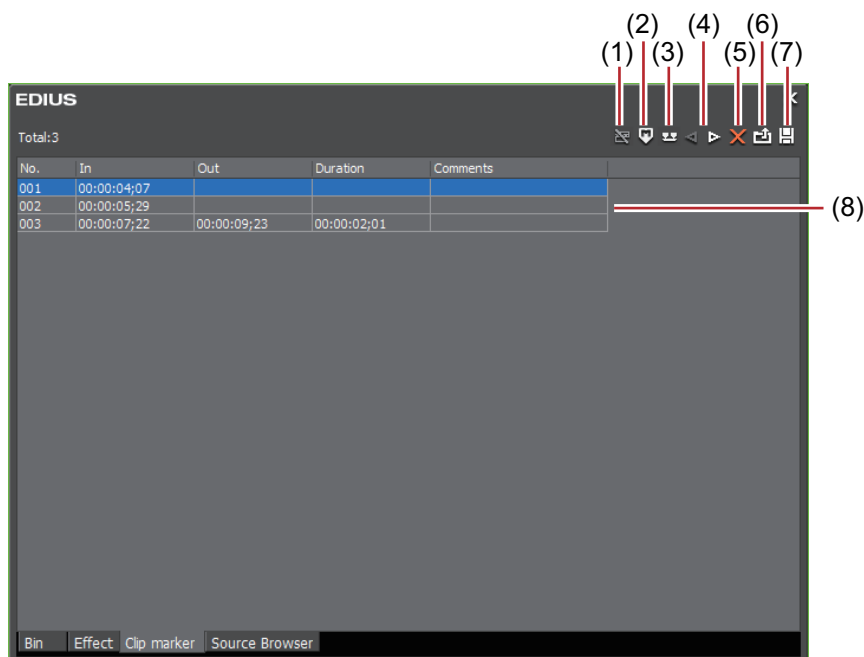 (2) (4) (6)
(1) (3) (5) (7)
EDIUS
Total:3
No. In Out Duration Comments
001 00:00:04;07
002 00:00:05;29
003 00:00:07;22 00:00:09;23 00:00:02;01
(8)
Bin Effect Clip marker Source Browser